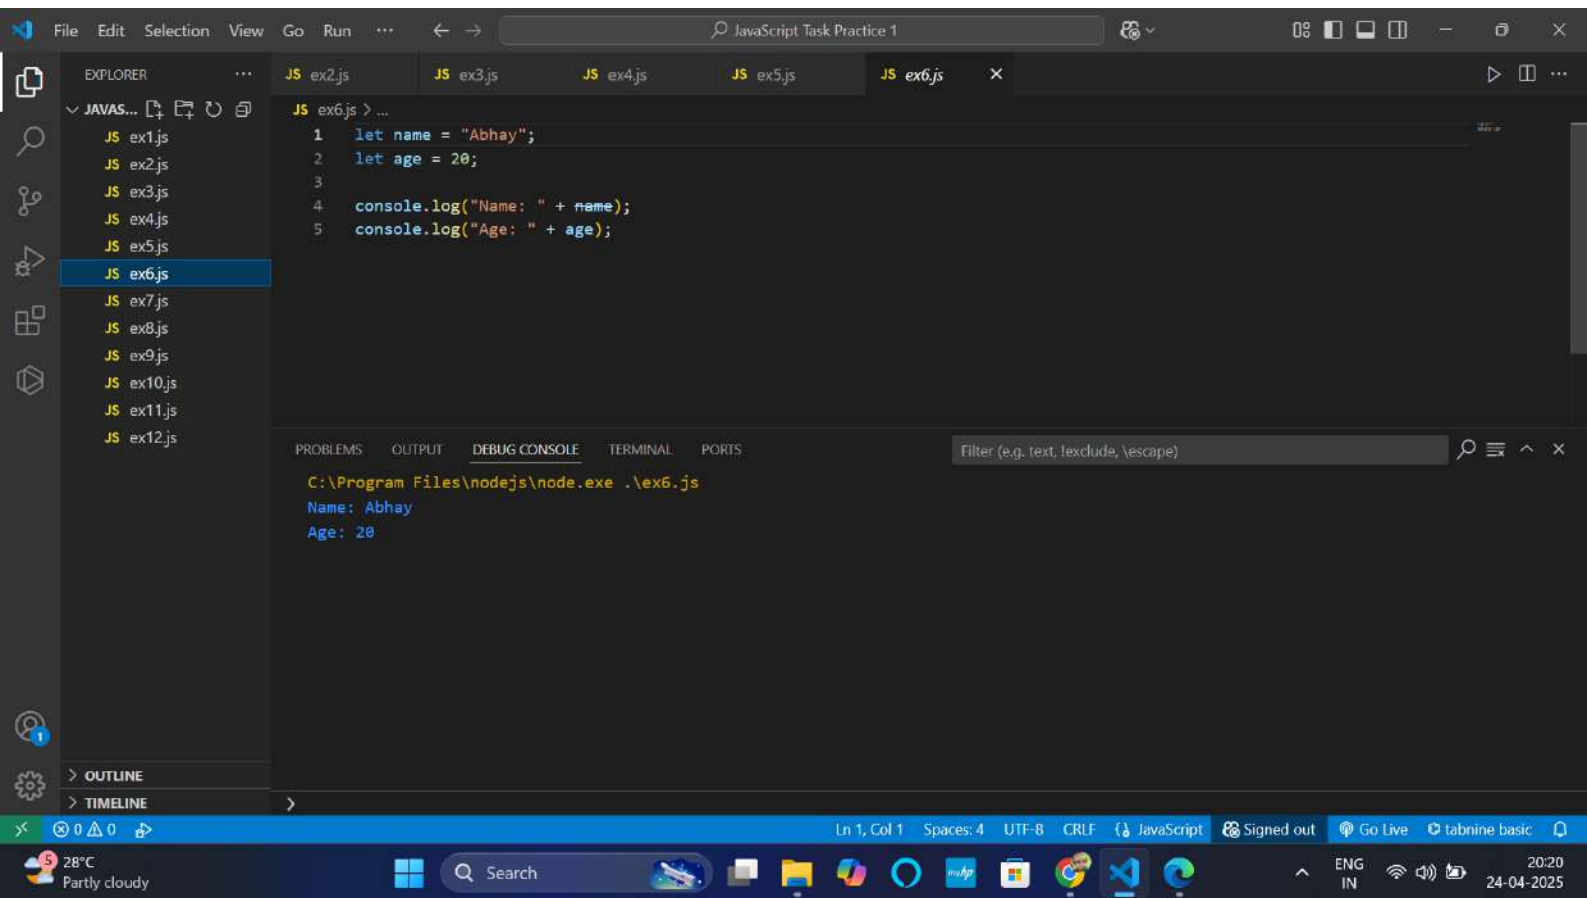 File Edit Selection View Go Run ··· JavaScript Task Practice 1
EXPLORER ···
JAVAS...
JS ex1.js
JS ex2.js
JS ex3.js
JS ex4.js
JS ex5.js
JS ex6.js
JS ex7.js
JS ex8.js
JS ex9.js
JS ex10.js
JS ex11.js
JS ex12.js
OUTLINE
TIMELINE
JS ex2.js JS ex3.js JS ex4.js JS ex5.js JS ex6.js
JS ex6.js > ...
1 let name = "Abhay";
2 let age = 20;
3
4 console.log("Name: " + name);
5 console.log("Age: " + age);
PROBLEMS OUTPUT DEBUG CONSOLE TERMINAL PORTS Filter (e.g. text, !exclude, \escape)
C:\Program Files\nodejs\node.exe .\ex6.js
Name: Abhay
Age: 20
>
1
0 0 Ln 1, Col 1 Spaces: 4 UTF-8 CRLF JavaScript Signed out Go Live tabnine basic
5 28°C
Partly cloudy
Search
myhp
ENG
IN
20:20
24-04-2025